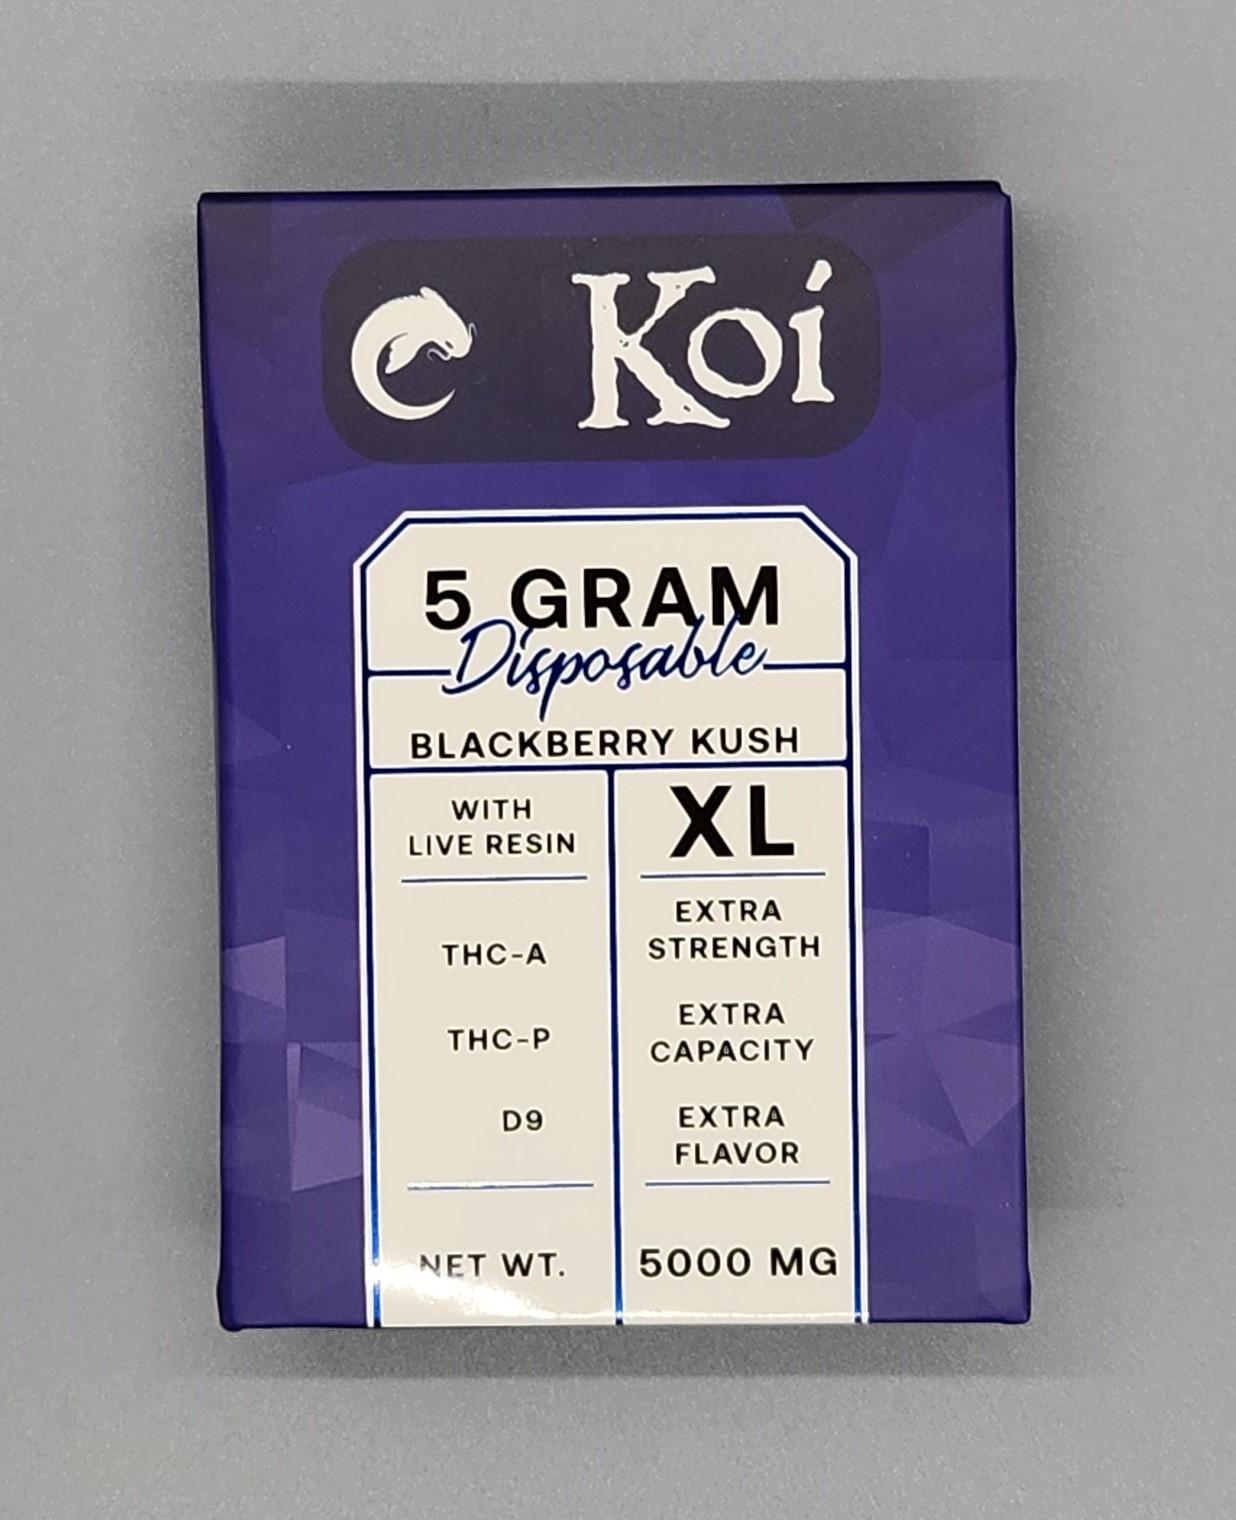 Koi
5 GRAM
Disposable
BLACKBERRY KUSH
WITH
LIVE RESIN
THC-A
THC-P
D9
NET WT.
XL
EXTRA
STRENGTH
EXTRA
CAPACITY
EXTRA
FLAVOR
5000 MG